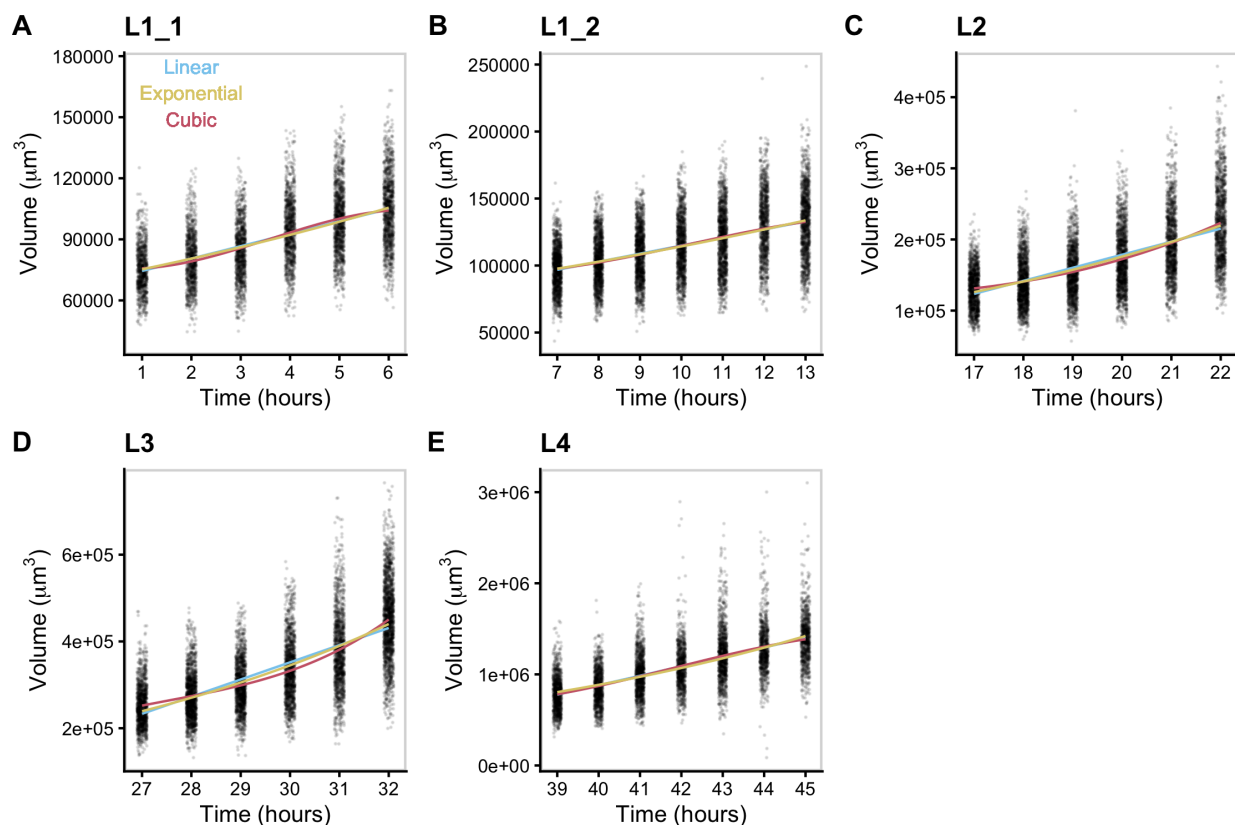 A L1_1
180000
150000
120000
90000
60000
Volume (μm³)
Linear
Exponential
Cubic
1 2 3 4 5 6
Time (hours)
B L1_2
250000
200000
150000
100000
50000
Volume (μm³)
7 8 9 10 11 12 13
Time (hours)
C L2
4e+05
3e+05
2e+05
1e+05
Volume (μm³)
17 18 19 20 21 22
Time (hours)
D L3
6e+05
4e+05
2e+05
Volume (μm³)
27 28 29 30 31 32
Time (hours)
E L4
3e+06
2e+06
1e+06
0e+00
Volume (μm³)
39 40 41 42 43 44 45
Time (hours)